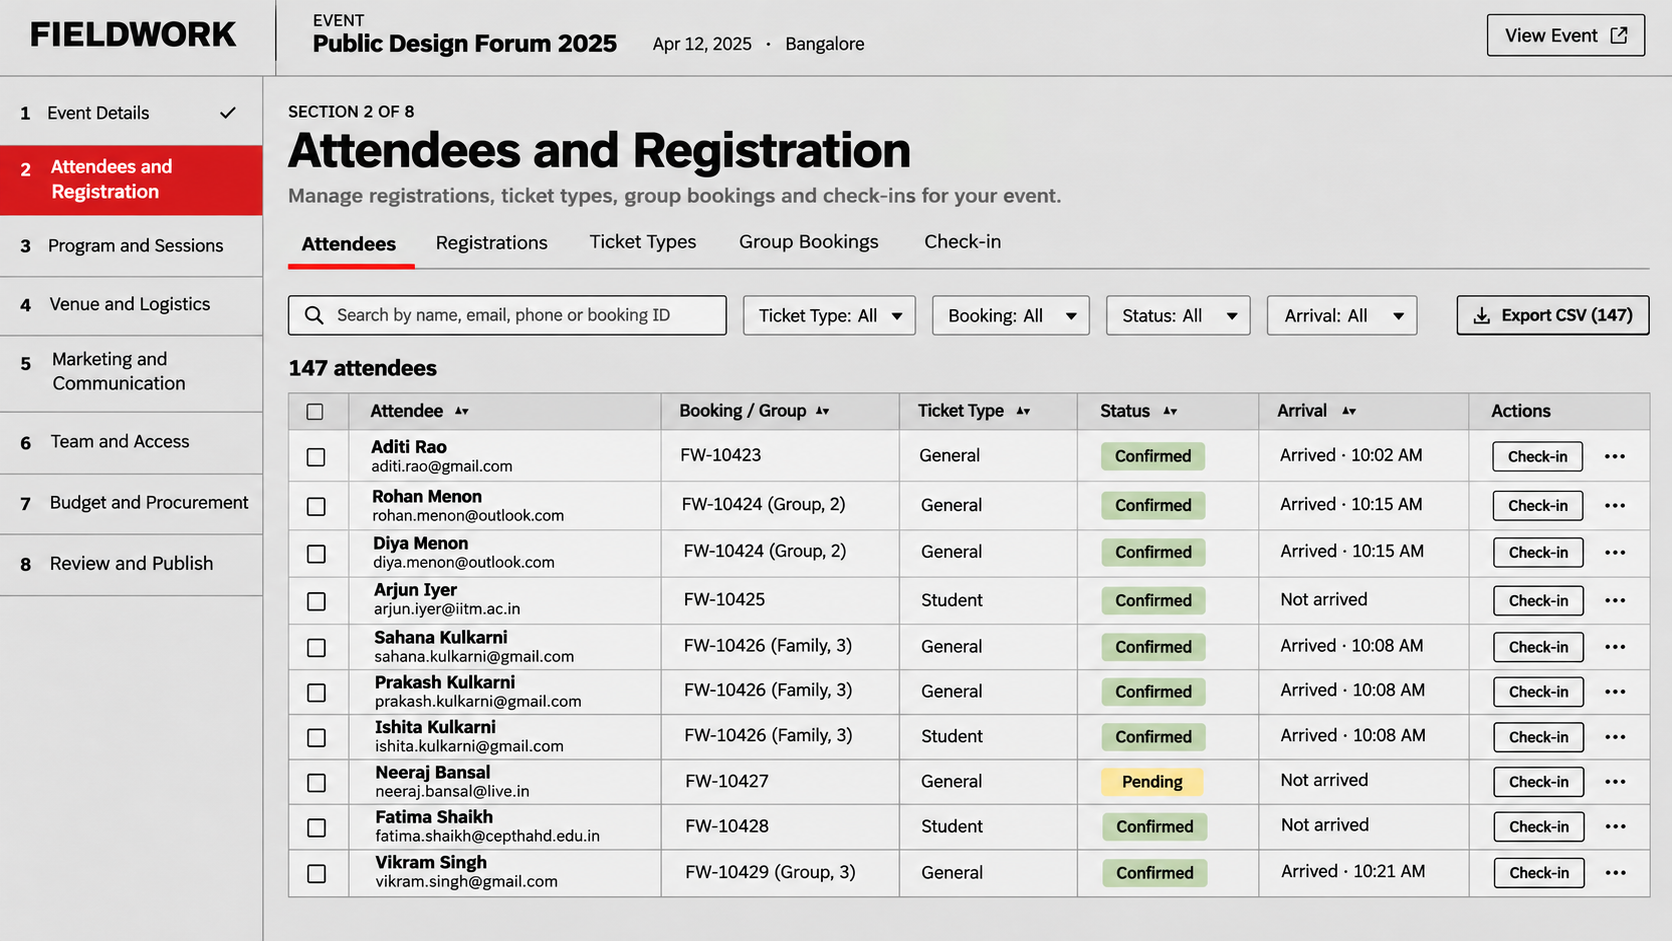 FIELDWORK
EVENT
Public Design Forum 2025
Apr 12, 2025 · Bangalore
View Event
1 Event Details
2 Attendees and
Registration
3 Program and Sessions
4 Venue and Logistics
5 Marketing and
Communication
6 Team and Access
7 Budget and Procurement
8 Review and Publish
SECTION 2 OF 8
Attendees and Registration
Manage registrations, ticket types, group bookings and check-ins for your event.
Attendees Registrations Ticket Types Group Bookings Check-in
Search by name, email, phone or booking ID Ticket Type: All Booking: All Status: All Arrival: All Export CSV (147)
147 attendees
Attendee Booking / Group Ticket Type Status Arrival Actions
Aditi Rao
aditi.rao@gmail.com
FW-10423 General Confirmed Arrived · 10:02 AM Check-in
Rohan Menon
rohan.menon@outlook.com
FW-10424 (Group, 2) General Confirmed Arrived · 10:15 AM Check-in
Diya Menon
diya.menon@outlook.com
FW-10424 (Group, 2) General Confirmed Arrived · 10:15 AM Check-in
Arjun Iyer
arjun.iyer@iitm.ac.in
FW-10425 Student Confirmed Not arrived Check-in
Sahana Kulkarni
sahana.kulkarni@gmail.com
FW-10426 (Family, 3) General Confirmed Arrived · 10:08 AM Check-in
Prakash Kulkarni
prakash.kulkarni@gmail.com
FW-10426 (Family, 3) General Confirmed Arrived · 10:08 AM Check-in
Ishita Kulkarni
ishita.kulkarni@gmail.com
FW-10426 (Family, 3) Student Confirmed Arrived · 10:08 AM Check-in
Neeraj Bansal
neeraj.bansal@live.in
FW-10427 General Pending Not arrived Check-in
Fatima Shaikh
fatima.shaikh@cepthahd.edu.in
FW-10428 Student Confirmed Not arrived Check-in
Vikram Singh
vikram.singh@gmail.com
FW-10429 (Group, 3) General Confirmed Arrived · 10:21 AM Check-in